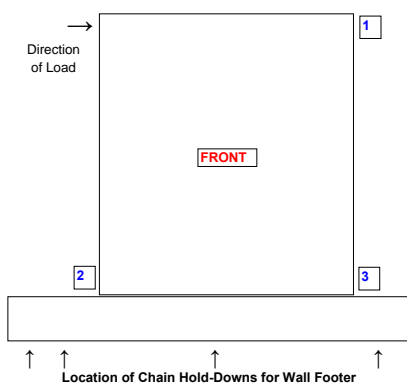 1
Direction
of Load
FRONT
2
3
Location of Chain Hold-Downs for Wall Footer